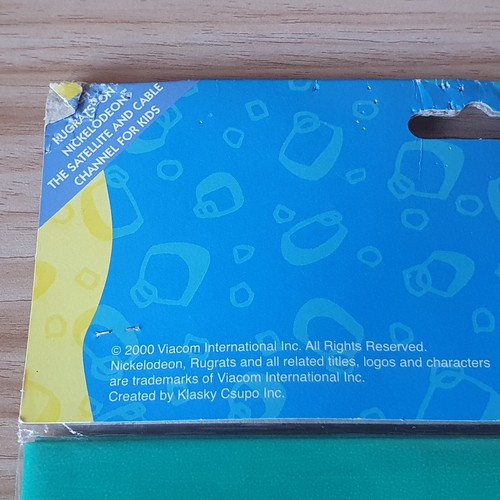 RUGRATS® ON
NICKELODEON™
THE SATELLITE AND CABLE
CHANNEL FOR KIDS
© 2000 Viacom International Inc. All Rights Reserved.
Nickelodeon, Rugrats and all related titles, logos and characters
are trademarks of Viacom International Inc.
Created by Klasky Csupo Inc.